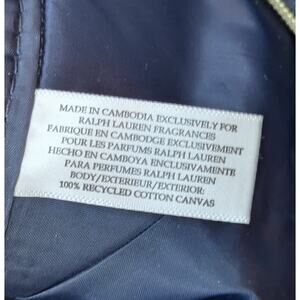 MADE IN CAMBODIA EXCLUSIVELY FOR
RALPH LAUREN FRAGRANCES
FABRIQUE EN CAMBODGE EXCLUSIVEMENT
POUR LES PARFUMS RALPH LAUREN
HECHO EN CAMBOYA ENCLUSIVAMENTE
PARA PERFUMES RALPH LAUREN
BODY/EXTERIEUR/EXTERIOR:
100% RECYCLED COTTON CANVAS